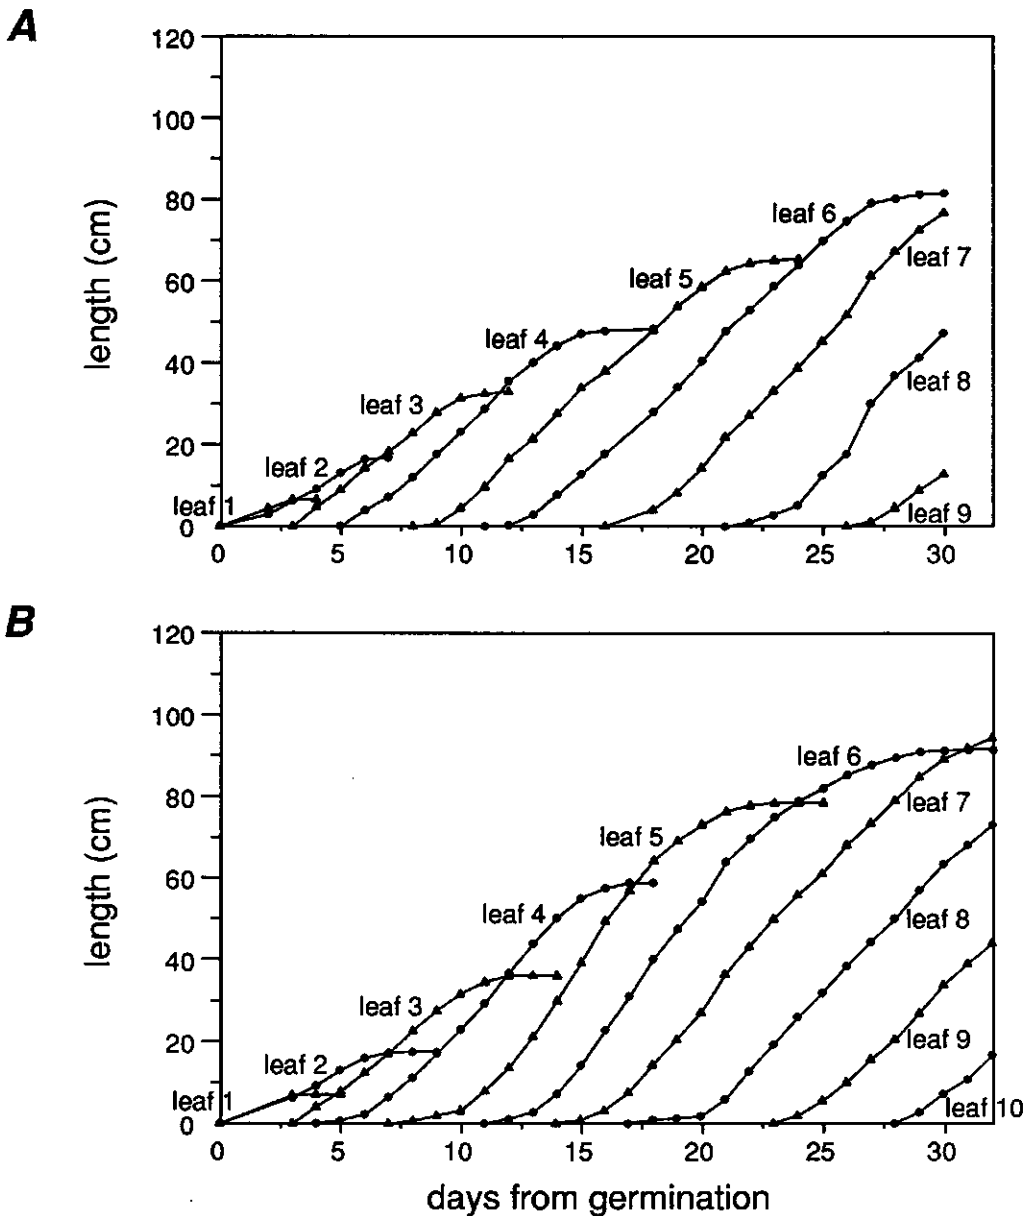 A
120
100
80
60
40
20
0
length (cm)
leaf 1
leaf 2
leaf 3
leaf 4
leaf 5
leaf 6
leaf 7
leaf 8
leaf 9
0 5 10 15 20 25 30
B
120
100
80
60
40
20
0
length (cm)
leaf 1
leaf 2
leaf 3
leaf 4
leaf 5
leaf 6
leaf 7
leaf 8
leaf 9
leaf 10
0 5 10 15 20 25 30
days from germination